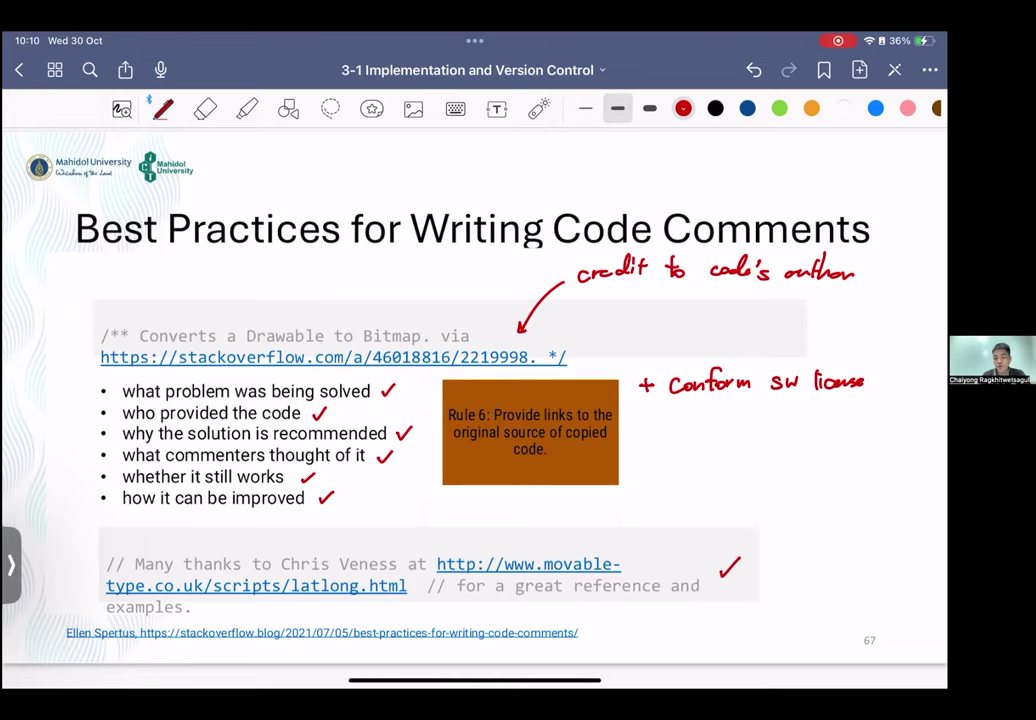 10:10 Wed 30 Oct
36%
3-1 Implementation and Version Control
Mahidol University
Wisdom of the Land
ICT
Mahidol University
Best Practices for Writing Code Comments
credit to code's author
/** Converts a Drawable to Bitmap. via
https://stackoverflow.com/a/46018816/2219998. */
+ conform sw license
• what problem was being solved
• who provided the code
• why the solution is recommended
• what commenters thought of it
• whether it still works
• how it can be improved
Rule 6: Provide links to the
original source of copied
code.
// Many thanks to Chris Veness at http://www.movable-
type.co.uk/scripts/latlong.html // for a great reference and
examples.
Ellen Spertus, https://stackoverflow.blog/2021/07/05/best-practices-for-writing-code-comments/
67
Chaiyong Ragkhitwetsagul